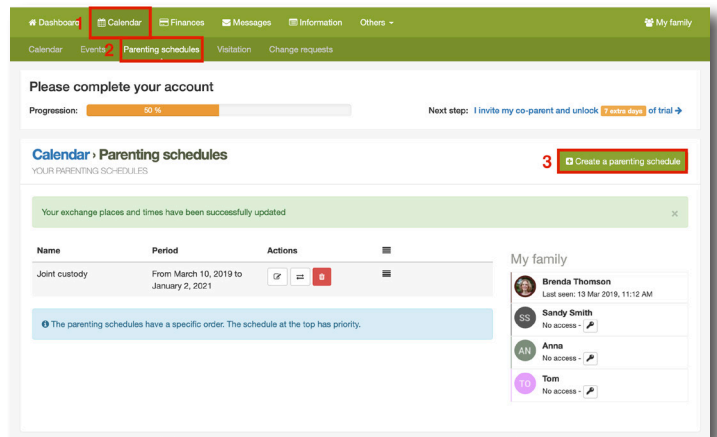 Dashboard 1 Calendar Finances Messages Information Others My family
Calendar Events 2 Parenting schedules Visitation Change requests
Please complete your account
Progression: 50 % Next step: I invite my co-parent and unlock 7 extra days of trial
Calendar › Parenting schedules
YOUR PARENTING SCHEDULES
3 Create a parenting schedule
Your exchange places and times have been successfully updated ×
Name Period Actions
Joint custody From March 10, 2019 to
January 2, 2021
The parenting schedules have a specific order. The schedule at the top has priority.
My family
Brenda Thomson
Last seen: 13 Mar 2019, 11:12 AM
SS Sandy Smith
No access -
AN Anna
No access -
TO Tom
No access -